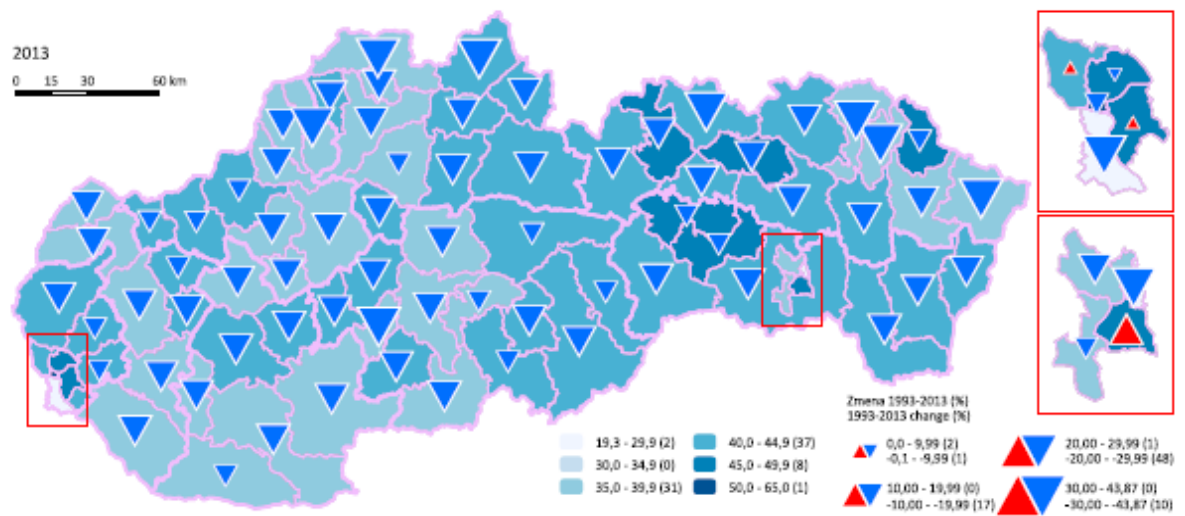 2013
0 15 30 60 km
Zmena 1993-2013 (%)
1993-2013 change (%)
19,3 - 29,9 (2)
30,0 - 34,9 (0)
35,0 - 39,9 (31)
40,0 - 44,9 (37)
45,0 - 49,9 (8)
50,0 - 65,0 (1)
0,0 - 9,99 (2)
-0,1 - -9,99 (1)
10,00 - 19,99 (0)
-10,00 - -19,99 (17)
20,00 - 29,99 (1)
-20,00 - -29,99 (48)
30,00 - 43,87 (0)
-30,00 - -43,87 (10)